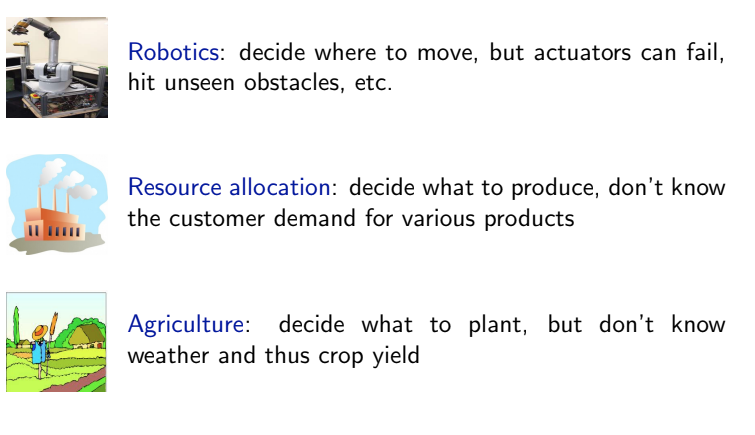 Robotics: decide where to move, but actuators can fail,
hit unseen obstacles, etc.
Resource allocation: decide what to produce, don't know
the customer demand for various products
Agriculture: decide what to plant, but don't know
weather and thus crop yield